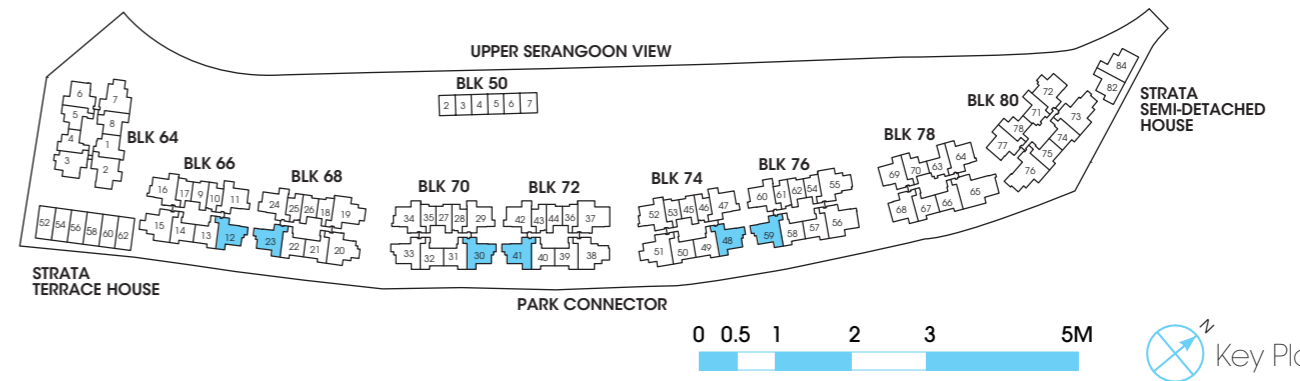 UPPER SERANGOON VIEW
BLK 50
2 3 4 5 6 7
84
82
STRATA
SEMI-DETACHED
HOUSE
BLK 80
72
71
73
78
74
77
75
76
6
7
5
8
4
1
3
2
BLK 64
BLK 78
69 70 63 64
68 67 66 65
BLK 66
16 17 9 10 11
15 14 13 12
BLK 68
24 25 26 18 19
23 22 21 20
BLK 70
34 35 27 28 29
33 32 31 30
BLK 72
42 43 44 36 37
41 40 39 38
BLK 74
52 53 45 46 47
51 50 49 48
BLK 76
60 61 62 54 55
59 58 57 56
52 54 56 58 60 62
STRATA
TERRACE HOUSE
PARK CONNECTOR
0 0.5 1 2 3 5M
N
Key